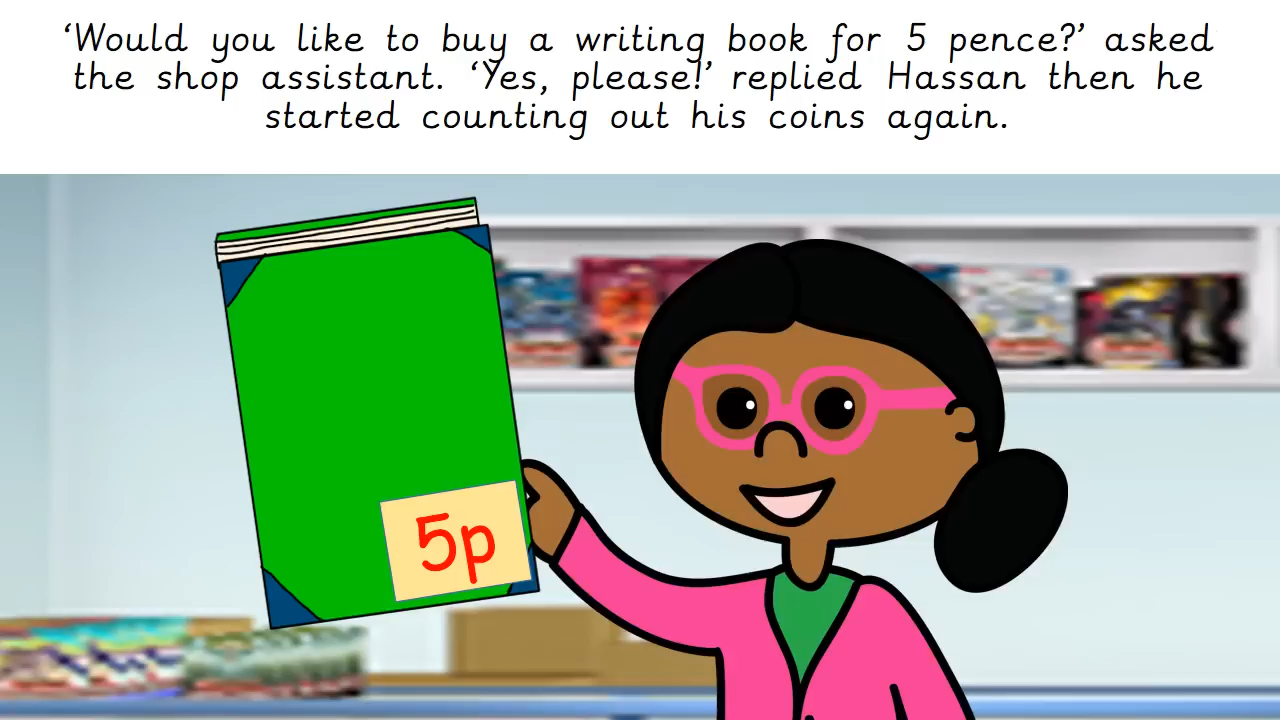 ‘Would you like to buy a writing book for 5 pence?’ asked
the shop assistant. ‘Yes, please!’ replied Hassan then he
started counting out his coins again.
5p